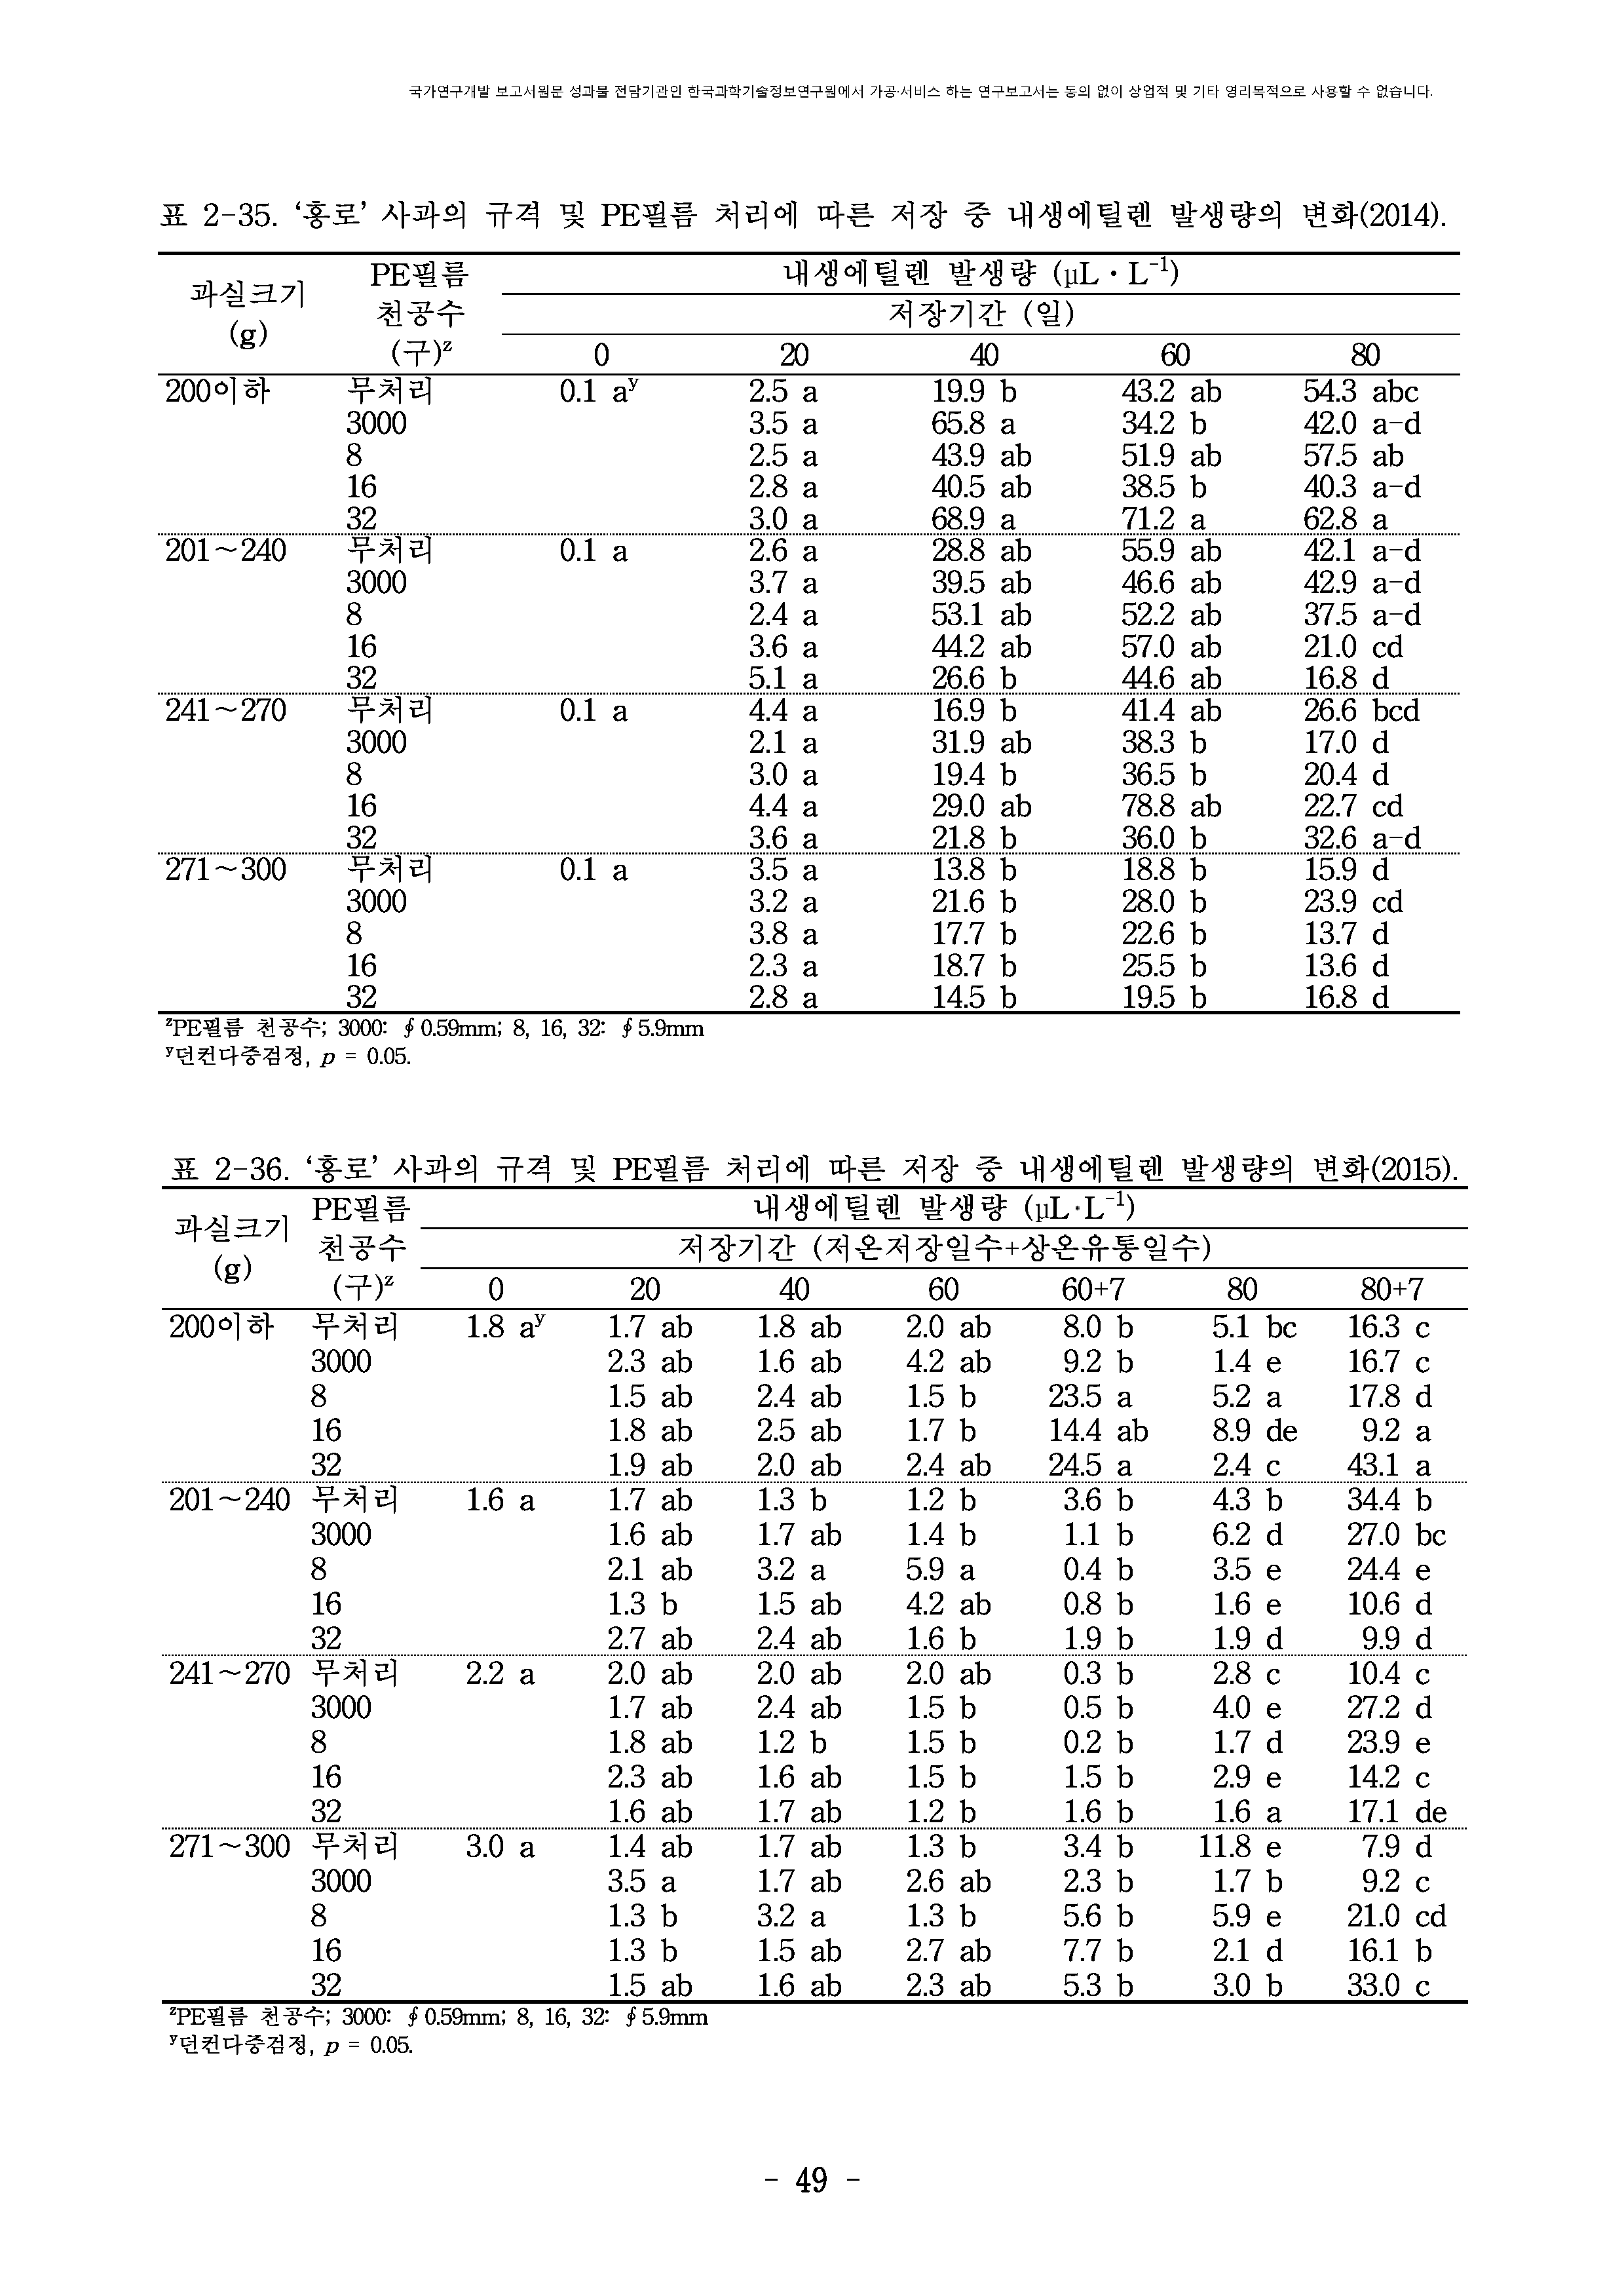 국가연구개발 보고서원문 성과물 전담기관인 한국과학기술정보연구원에서 가공·서비스 하는 연구보고서는 동의 없이 상업적 및 기타 영리목적으로 사용할 수 없습니다.
표 2-35. ‘홍로’ 사과의 규격 및 PE필름 처리에 따른 저장 중 내생에틸렌 발생량의 변화(2014).
과실크기 (g) PE필름 천공수 (구)ᶻ 내생에틸렌 발생량 (μL·L⁻¹)
저장기간 (일)
0 20 40 60 80
200이하 무처리 0.1 aʸ 2.5 a 19.9 b 43.2 ab 54.3 abc
3000 3.5 a 65.8 a 34.2 b 42.0 a-d
8 2.5 a 43.9 ab 51.9 ab 57.5 ab
16 2.8 a 40.5 ab 38.5 b 40.3 a-d
32 3.0 a 68.9 a 71.2 a 62.8 a
201～240 무처리 0.1 a 2.6 a 28.8 ab 55.9 ab 42.1 a-d
3000 3.7 a 39.5 ab 46.6 ab 42.9 a-d
8 2.4 a 53.1 ab 52.2 ab 37.5 a-d
16 3.6 a 44.2 ab 57.0 ab 21.0 cd
32 5.1 a 26.6 b 44.6 ab 16.8 d
241～270 무처리 0.1 a 4.4 a 16.9 b 41.4 ab 26.6 bcd
3000 2.1 a 31.9 ab 38.3 b 17.0 d
8 3.0 a 19.4 b 36.5 b 20.4 d
16 4.4 a 29.0 ab 78.8 ab 22.7 cd
32 3.6 a 21.8 b 36.0 b 32.6 a-d
271～300 무처리 0.1 a 3.5 a 13.8 b 18.8 b 15.9 d
3000 3.2 a 21.6 b 28.0 b 23.9 cd
8 3.8 a 17.7 b 22.6 b 13.7 d
16 2.3 a 18.7 b 25.5 b 13.6 d
32 2.8 a 14.5 b 19.5 b 16.8 d
ᶻPE필름 천공수; 3000: ∮0.59mm; 8, 16, 32: ∮5.9mm
ʸ던컨다중검정, p = 0.05.
표 2-36. ‘홍로’ 사과의 규격 및 PE필름 처리에 따른 저장 중 내생에틸렌 발생량의 변화(2015).
과실크기 (g) PE필름 천공수 (구)ᶻ 내생에틸렌 발생량 (μL·L⁻¹)
저장기간 (저온저장일수+상온유통일수)
0 20 40 60 60+7 80 80+7
200이하 무처리 1.8 aʸ 1.7 ab 1.8 ab 2.0 ab 8.0 b 5.1 bc 16.3 c
3000 2.3 ab 1.6 ab 4.2 ab 9.2 b 1.4 e 16.7 c
8 1.5 ab 2.4 ab 1.5 b 23.5 a 5.2 a 17.8 d
16 1.8 ab 2.5 ab 1.7 b 14.4 ab 8.9 de 9.2 a
32 1.9 ab 2.0 ab 2.4 ab 24.5 a 2.4 c 43.1 a
201～240 무처리 1.6 a 1.7 ab 1.3 b 1.2 b 3.6 b 4.3 b 34.4 b
3000 1.6 ab 1.7 ab 1.4 b 1.1 b 6.2 d 27.0 bc
8 2.1 ab 3.2 a 5.9 a 0.4 b 3.5 e 24.4 e
16 1.3 b 1.5 ab 4.2 ab 0.8 b 1.6 e 10.6 d
32 2.7 ab 2.4 ab 1.6 b 1.9 b 1.9 d 9.9 d
241～270 무처리 2.2 a 2.0 ab 2.0 ab 2.0 ab 0.3 b 2.8 c 10.4 c
3000 1.7 ab 2.4 ab 1.5 b 0.5 b 4.0 e 27.2 d
8 1.8 ab 1.2 b 1.5 b 0.2 b 1.7 d 23.9 e
16 2.3 ab 1.6 ab 1.5 b 1.5 b 2.9 e 14.2 c
32 1.6 ab 1.7 ab 1.2 b 1.6 b 1.6 a 17.1 de
271～300 무처리 3.0 a 1.4 ab 1.7 ab 1.3 b 3.4 b 11.8 e 7.9 d
3000 3.5 a 1.7 ab 2.6 ab 2.3 b 1.7 b 9.2 c
8 1.3 b 3.2 a 1.3 b 5.6 b 5.9 e 21.0 cd
16 1.3 b 1.5 ab 2.7 ab 7.7 b 2.1 d 16.1 b
32 1.5 ab 1.6 ab 2.3 ab 5.3 b 3.0 b 33.0 c
ᶻPE필름 천공수; 3000: ∮0.59mm; 8, 16, 32: ∮5.9mm
ʸ던컨다중검정, p = 0.05.
- 49 -